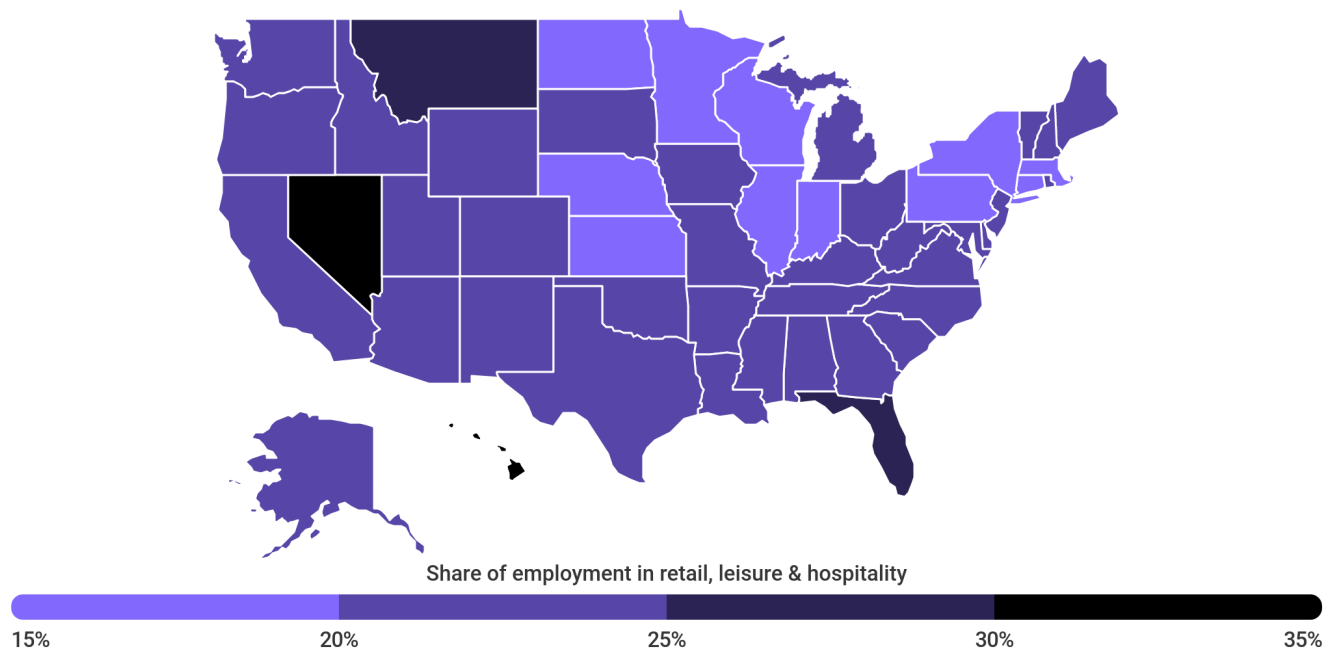 Share of employment in retail, leisure & hospitality
15% 20% 25% 30% 35%